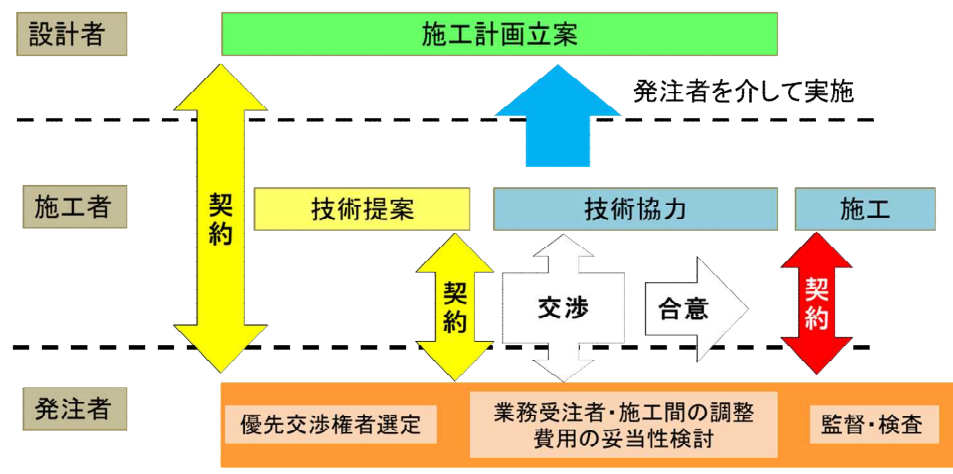 設計者
施工計画立案
発注者を介して実施
契約
施工者
技術提案
技術協力
施工
契約
交渉
合意
契約
発注者
優先交渉権者選定
業務受注者・施工間の調整
費用の妥当性検討
監督・検査